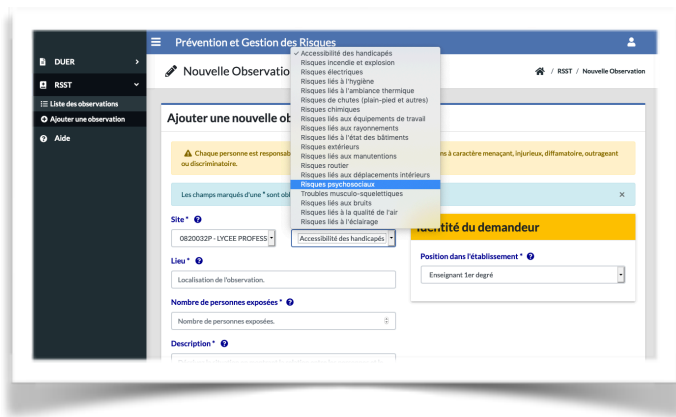 Prévention et Gestion des Risques
DUER
RSST
Liste des observations
Ajouter une observation
Aide
Nouvelle Observatio
/ RSST / Nouvelle Observation
Ajouter une nouvelle ob
✓ Accessibilité des handicapés
Risques incendie et explosion
Risques électriques
Risques liés à l'hygiène
Risques liés à l'ambiance thermique
Risques de chutes (plain-pied et autres)
Risques chimiques
Risques liés aux équipements de travail
Risques liés aux rayonnements
Risques liés à l'état des bâtiments
Risques extérieurs
Risques liés aux manutentions
Risques routier
Risques liés aux déplacements intérieurs
Risques psychosociaux
Troubles musculo-squelettiques
Risques liés aux bruits
Risques liés à la qualité de l'air
Risques liés à l'éclairage
Chaque personne est responsab ns à caractère menaçant, injurieux, diffamatoire, outrageant
ou discriminatoire.
Les champs marqués d'une * sont obl ×
Site *
0820032P - LYCEE PROFESS
Accessibilité des handicapés
Lieu *
Localisation de l'observation.
Nombre de personnes exposées *
Nombre de personnes exposées.
Description *
Identité du demandeur
Position dans l'établissement *
Enseignant 1er degré